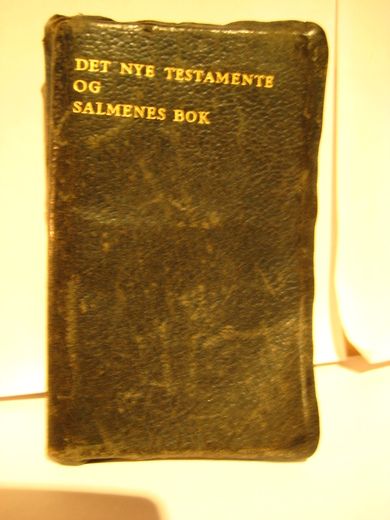 DET NYE TESTAMENTE
OG
SALMENES BOK